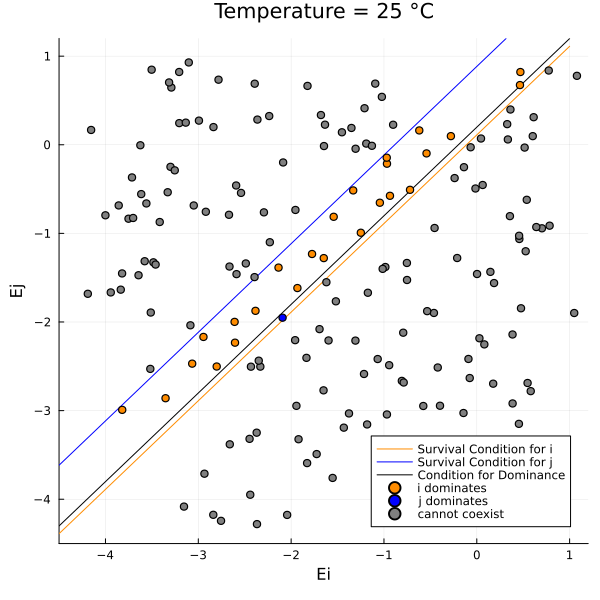 Temperature = 25 °C
Ej
1
0
−1
−2
−3
−4
−4
−3
−2
−1
0
1
Ei
Survival Condition for i
Survival Condition for j
Condition for Dominance
i dominates
j dominates
cannot coexist